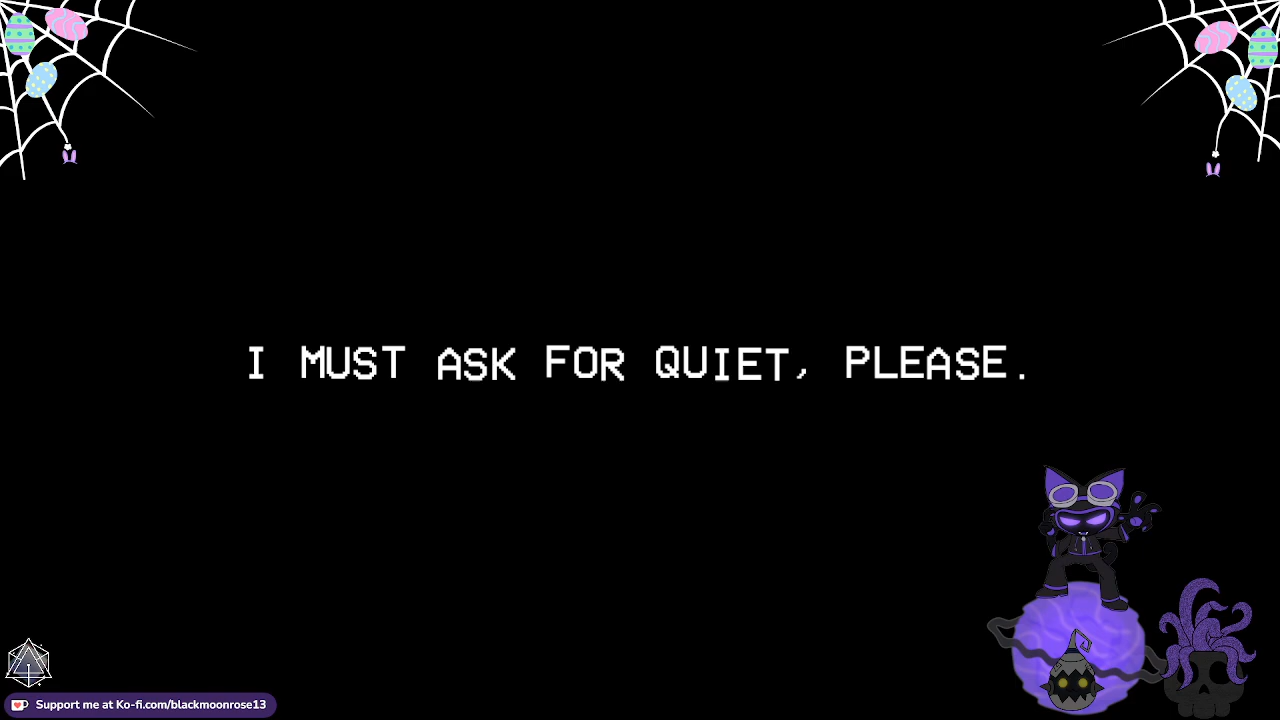 I MUST ASK FOR QUIET, PLEASE.
Support me at Ko-fi.com/blackmoonrose13